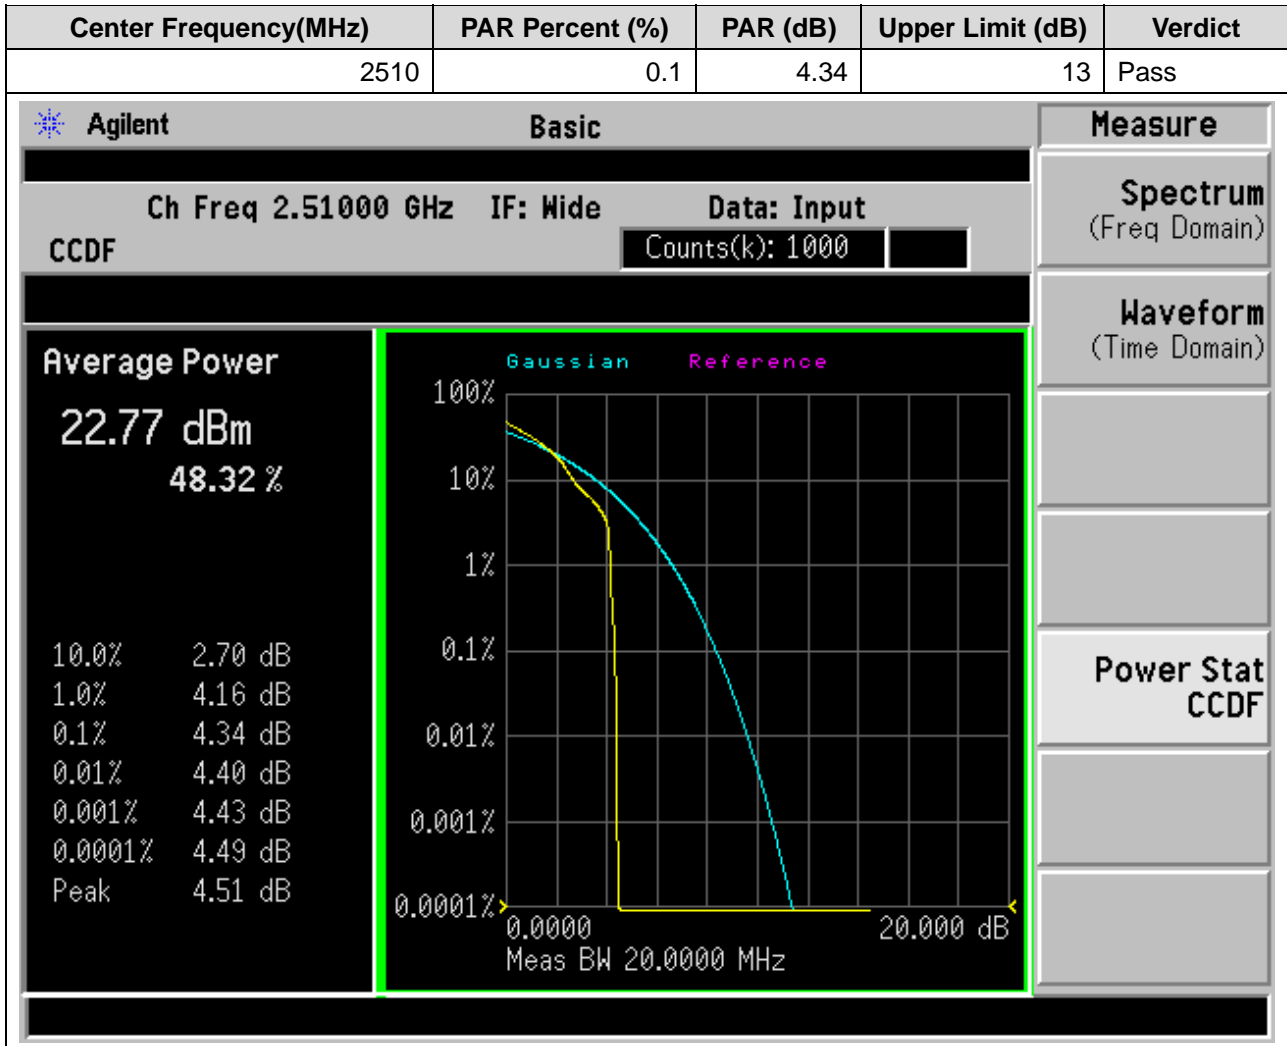 Center Frequency(MHz) PAR Percent (%) PAR (dB) Upper Limit (dB) Verdict
2510 0.1 4.34 13 Pass
Agilent Basic Measure
Ch Freq 2.51000 GHz IF: Wide Data: Input
CCDF Counts(k): 1000
Average Power
22.77 dBm
48.32 %
10.0% 2.70 dB
1.0% 4.16 dB
0.1% 4.34 dB
0.01% 4.40 dB
0.001% 4.43 dB
0.0001% 4.49 dB
Peak 4.51 dB
Gaussian Reference
100%
10%
1%
0.1%
0.01%
0.001%
0.0001%
0.0000 20.000 dB
Meas BW 20.0000 MHz
Spectrum
(Freq Domain)
Waveform
(Time Domain)
Power Stat
CCDF